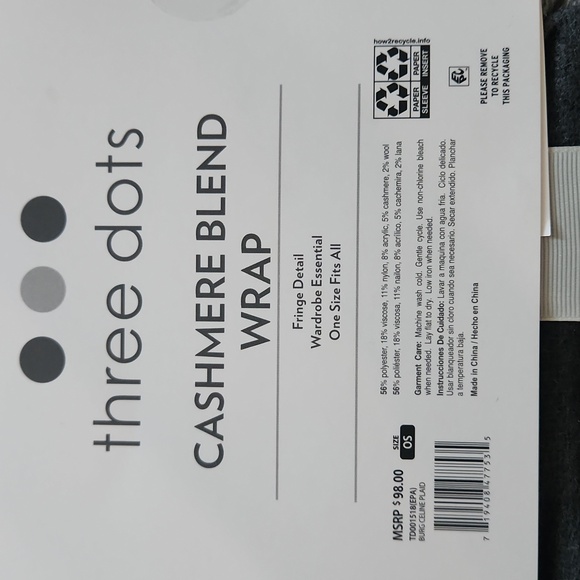 three dots
CASHMERE BLEND
WRAP
Fringe Detail
Wardrobe Essential
One Size Fits All
MSRP $98.00
TD001518(EPA)
BURG CELINE PLAID
SIZE
OS
7 19408 47753 5
56% polyester, 18% viscose, 11% nylon, 8% acrylic, 5% cashmere, 2% wool
56% poliéster, 18% viscosa, 11% nailon, 8% acrílico, 5% cachemira, 2% lana
Garment Care: Machine wash cold. Gentle cycle. Use non-chlorine bleach
when needed. Lay flat to dry. Low iron when needed.
Instrucciones De Cuidado: Lavar a maquina con agua fria. Ciclo delicado.
Usar blanqueador sin cloro cuando sea necesario. Secar extendido. Planchar
a temperatura baja.
Made in China / Hecho en China
how2recycle.info
PAPER PAPER
SLEEVE INSERT
PLEASE REMOVE
TO RECYCLE
THIS PACKAGING